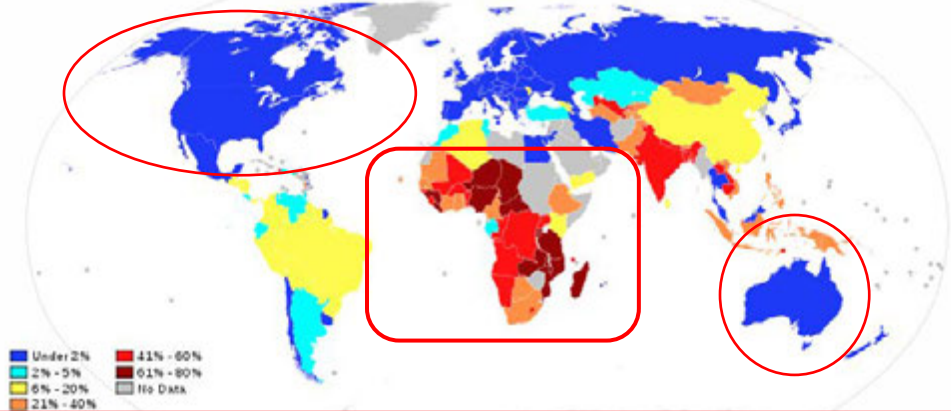 Under 2%
2% - 5%
6% - 20%
21% - 40%
41% - 60%
61% - 80%
No Data